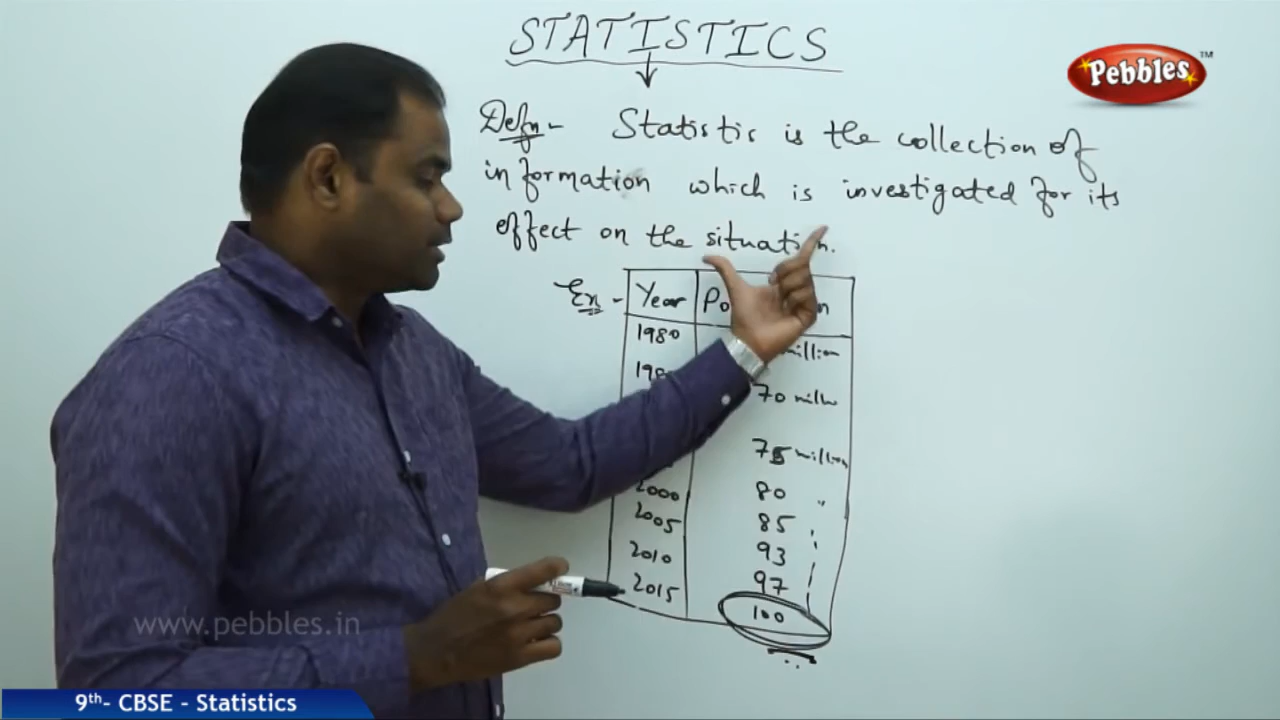 STATISTICS
Pebbles™
Defn - Statistic is the collection of
information which is investigated for its
effect on the situation.
Ex - Year
1980 million
70 million
75 million
2000 80 "
2005 85
2010 93
2015 97
100
www.pebbles.in
9th- CBSE - Statistics